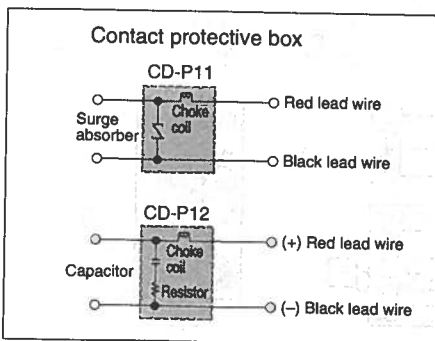 Contact protective box
CD-P11
Surge
absorber
Choke
coil
Red lead wire
Black lead wire
CD-P12
Capacitor
Choke
coil
Resistor
(+) Red lead wire
(–) Black lead wire